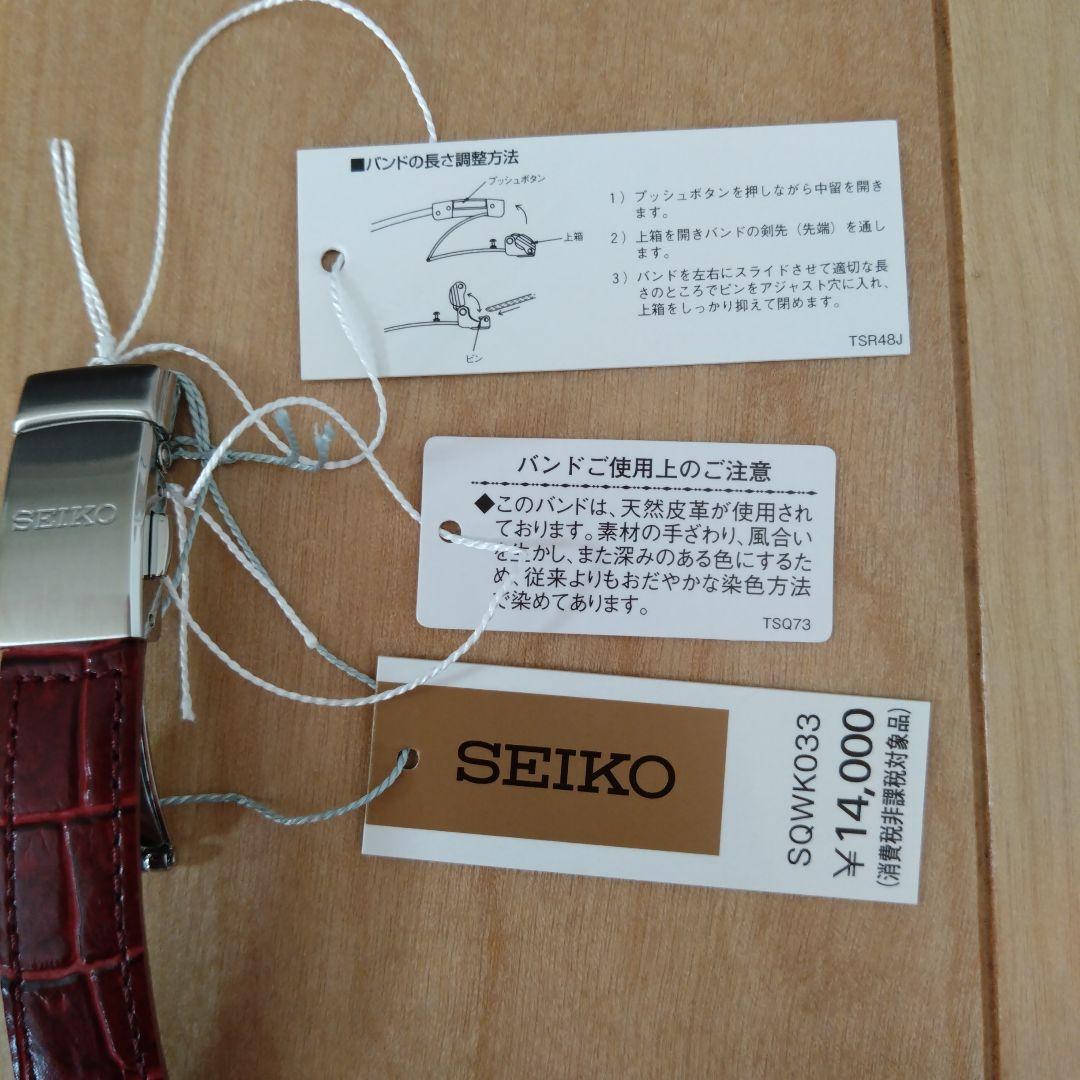 ■バンドの長さ調整方法
プッシュボタン
上箱
ピン
1）プッシュボタンを押しながら中留を開き
ます。
2）上箱を開きバンドの剣先（先端）を通し
ます。
3）バンドを左右にスライドさせて適切な長
さのところでピンをアジャスト穴に入れ、
上箱をしっかり抑えて閉めます。
TSR48J
SEIKO
バンドご使用上のご注意
◆このバンドは、天然皮革が使用され
ております。素材の手ざわり、風合い
を生かし、また深みのある色にするた
め、従来よりもおだやかな染色方法
で染めてあります。
TSQ73
SEIKO
SQWK033
￥14,000
(消費税非課税対象品)